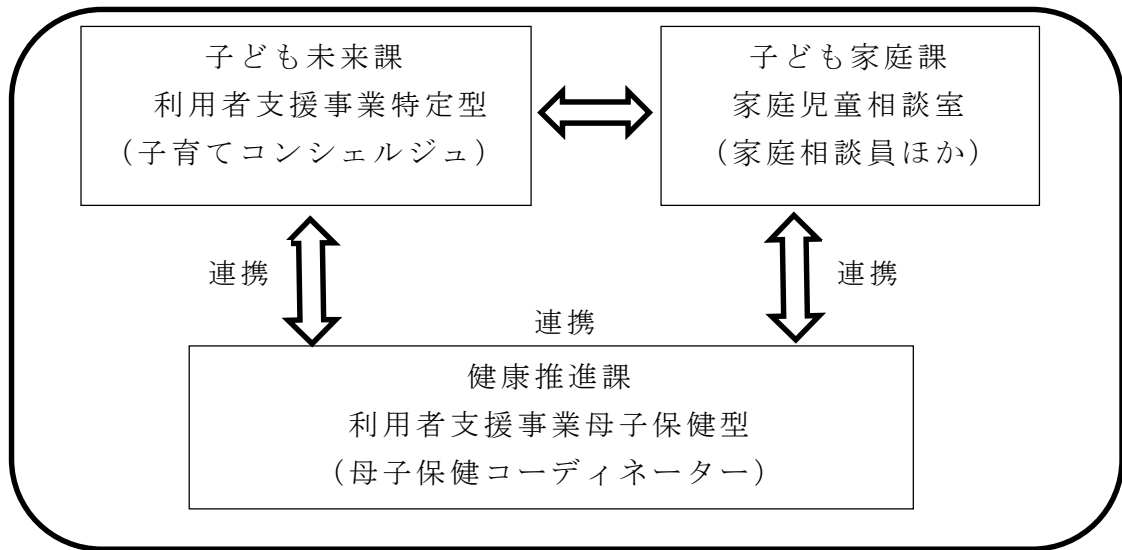 子ども未来課
利用者支援事業特定型
(子育てコンシェルジュ)
子ども家庭課
家庭児童相談室
(家庭相談員ほか)
連携
連携
連携
健康推進課
利用者支援事業母子保健型
(母子保健コーディネーター)